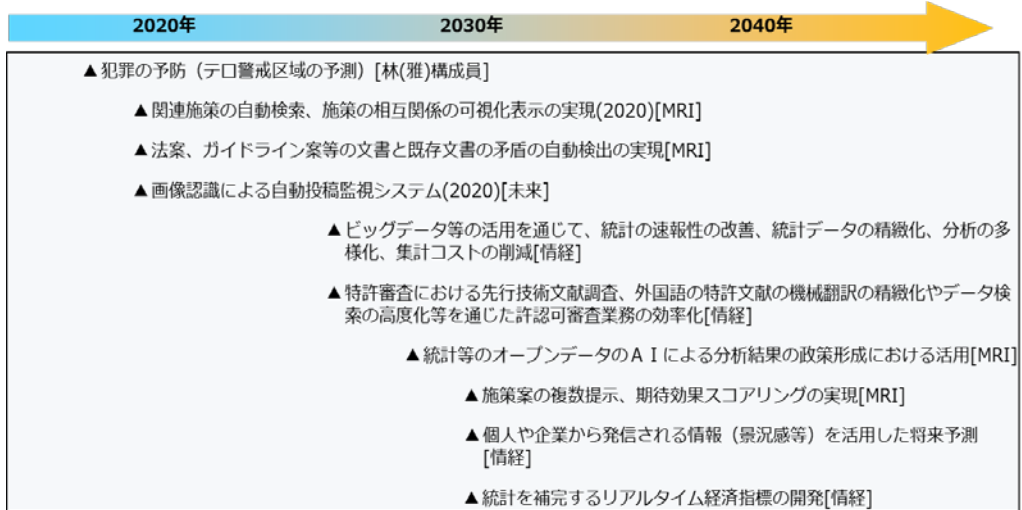 2020年 2030年 2040年
▲犯罪の予防（テロ警戒区域の予測）[林(雅)構成員]
▲関連施策の自動検索、施策の相互関係の可視化表示の実現(2020)[MRI]
▲法案、ガイドライン案等の文書と既存文書の矛盾の自動検出の実現[MRI]
▲画像認識による自動投稿監視システム(2020)[未来]
▲ビッグデータ等の活用を通じて、統計の速報性の改善、統計データの精緻化、分析の多
様化、集計コストの削減[情経]
▲特許審査における先行技術文献調査、外国語の特許文献の機械翻訳の精緻化やデータ検
索の高度化等を通じた許認可審査業務の効率化[情経]
▲統計等のオープンデータのＡＩによる分析結果の政策形成における活用[MRI]
▲施策案の複数提示、期待効果スコアリングの実現[MRI]
▲個人や企業から発信される情報（景況感等）を活用した将来予測
[情経]
▲統計を補完するリアルタイム経済指標の開発[情経]